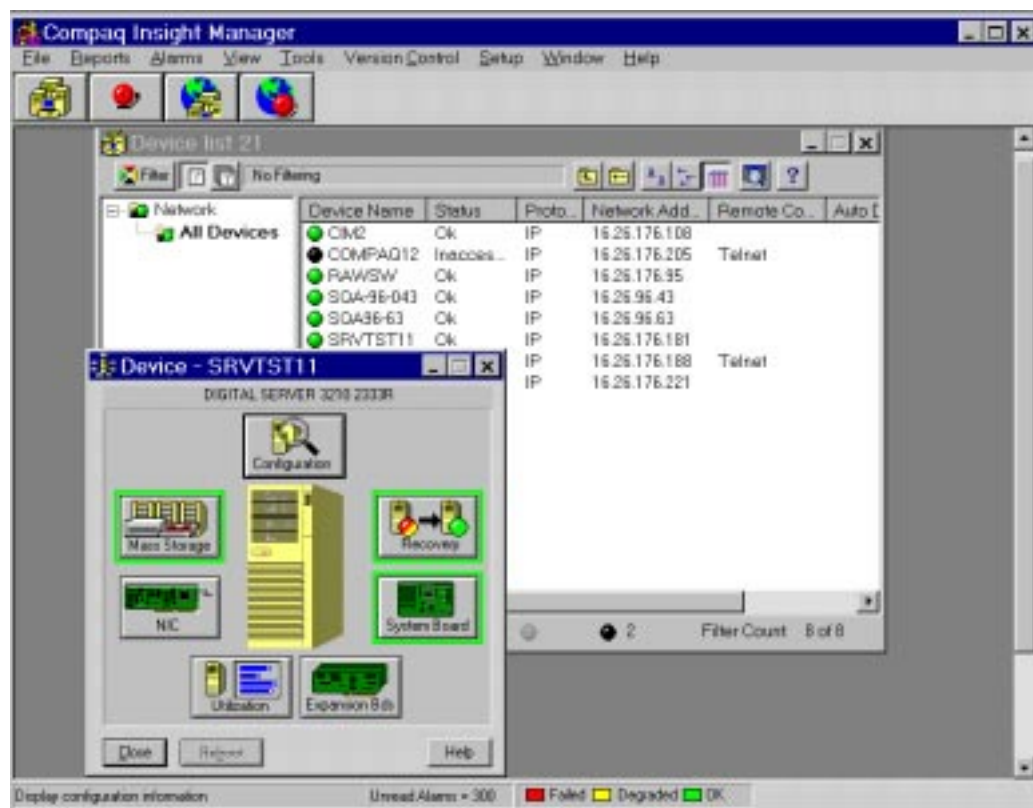 Compaq Insight Manager
File Reports Alarms View Tools Version Control Setup Window Help
Device list 21
Filter No Filtering
Network
All Devices
Device Name Status Proto... Network Add... Remote Co... Auto D
CIM2 Ok IP 16.26.176.108
COMPAQ12 Inacces... IP 16.26.176.205 Telnet
RAWSW Ok IP 16.26.176.95
SQA-96-043 Ok IP 16.26.96.43
SQA96-63 Ok IP 16.26.96.63
SRVTST11 Ok IP 16.26.176.181
IP 16.26.176.188 Telnet
IP 16.26.176.221
2 Filter Count 8 of 8
Device - SRVTST11
DIGITAL SERVER 3210 2333R
Configuration
Mass Storage
Recovery
NIC
System Board
Utilization
Expansion Bds
Close Reboot Help
Display configuration information Unread Alarms = 300 Failed Degraded OK